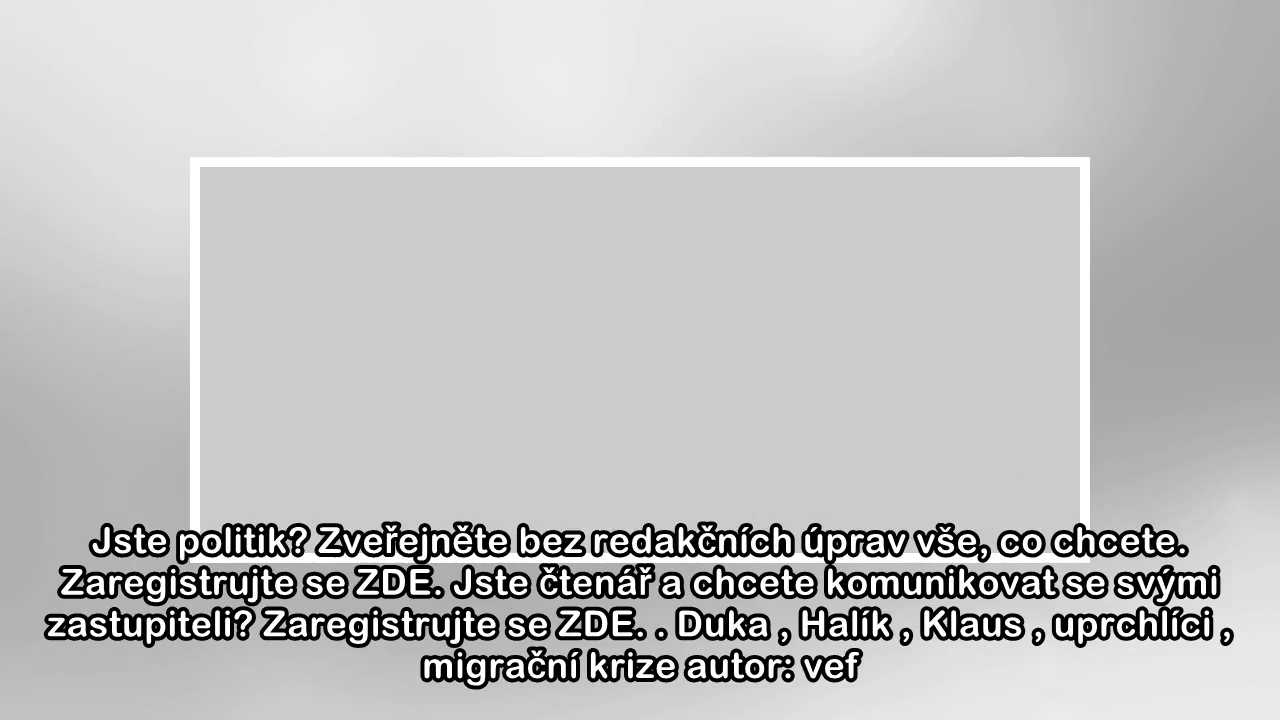 Jste politik? Zveřejněte bez redakčních úprav vše, co chcete.
Zaregistrujte se ZDE. Jste čtenář a chcete komunikovat se svými
zastupiteli? Zaregistrujte se ZDE. . Duka , Halík , Klaus , uprchlíci ,
migrační krize autor: vef